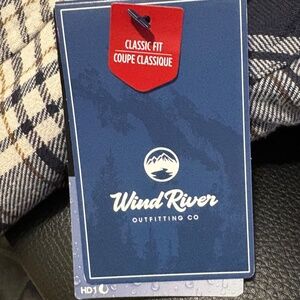 CLASSIC FIT
COUPE CLASSIQUE
Wind River
OUTFITTING CO
HD1